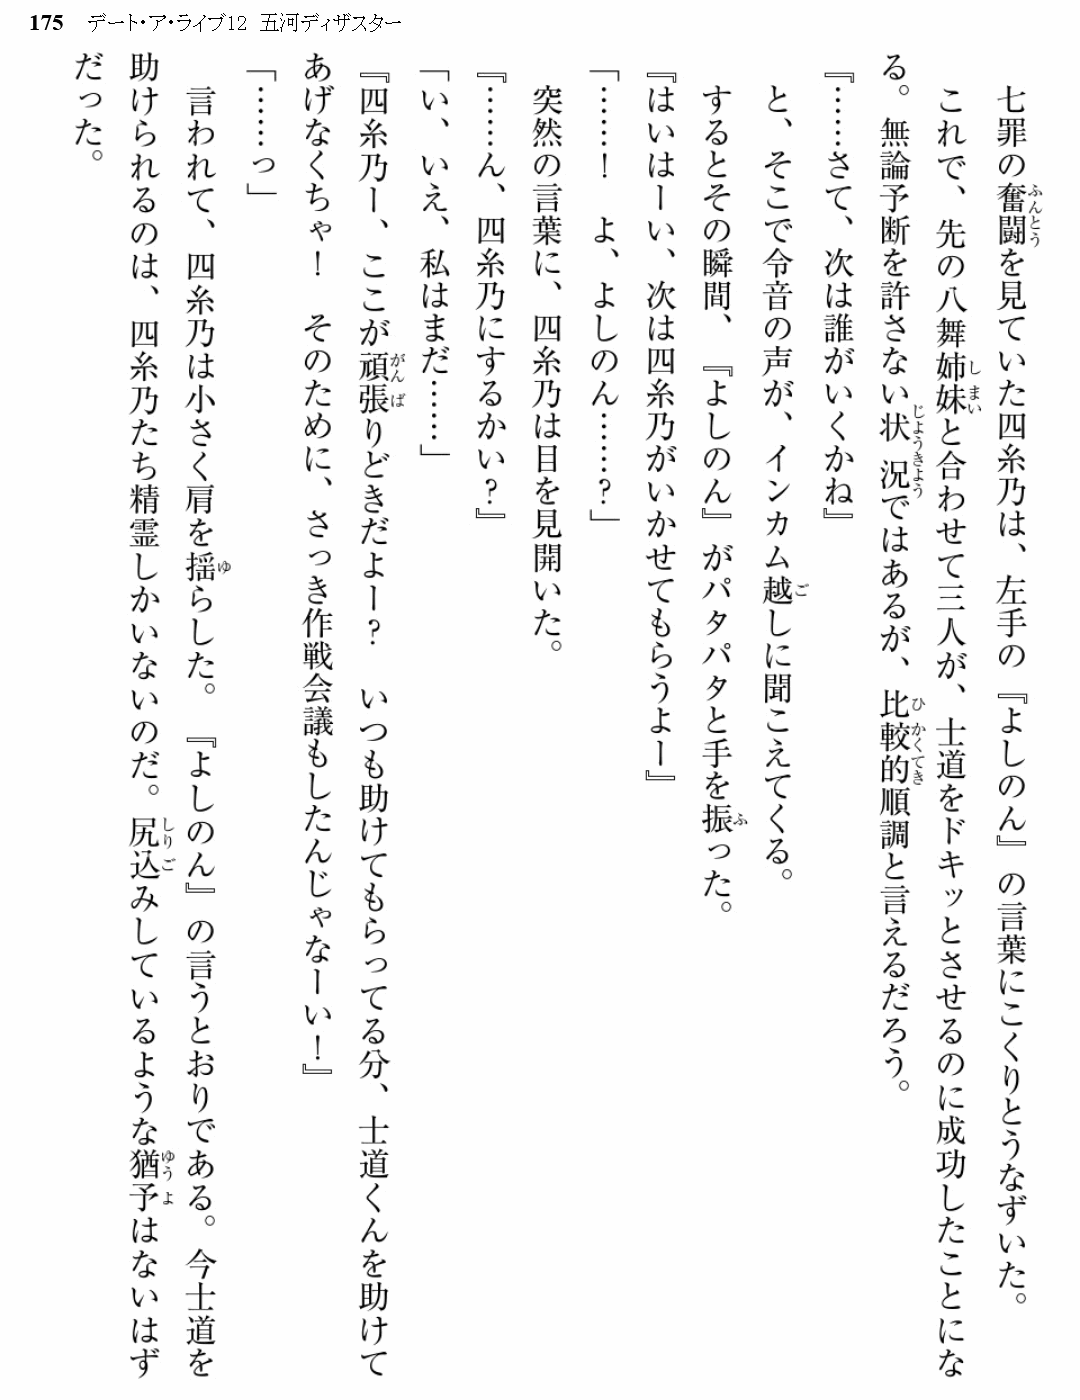 175 デート・ア・ライブ12 五河ディザスター
七罪の奮闘を見ていた四糸乃は、左手の『よしのん』の言葉にこくりとうなずいた。
これで、先の八舞姉妹と合わせて三人が、士道をドキッとさせるのに成功したことにな
る。無論予断を許さない状況ではあるが、比較的順調と言えるだろう。
『……さて、次は誰がいくかね』
と、そこで令音の声が、インカム越しに聞こえてくる。
するとその瞬間、『よしのん』がパタパタと手を振った。
『はいはーい、次は四糸乃がいかせてもらうよー』
「……！　よ、よしのん……？」
突然の言葉に、四糸乃は目を見開いた。
『……ん、四糸乃にするかい？』
「い、いえ、私はまだ……」
『四糸乃ー、ここが頑張りどきだよー？　いつも助けてもらってる分、士道くんを助けて
あげなくちゃ！　そのために、さっき作戦会議もしたんじゃなーい！』
「……っ」
言われて、四糸乃は小さく肩を揺らした。『よしのん』の言うとおりである。今士道を
助けられるのは、四糸乃たち精霊しかいないのだ。尻込みしているような猶予はないはず
だった。